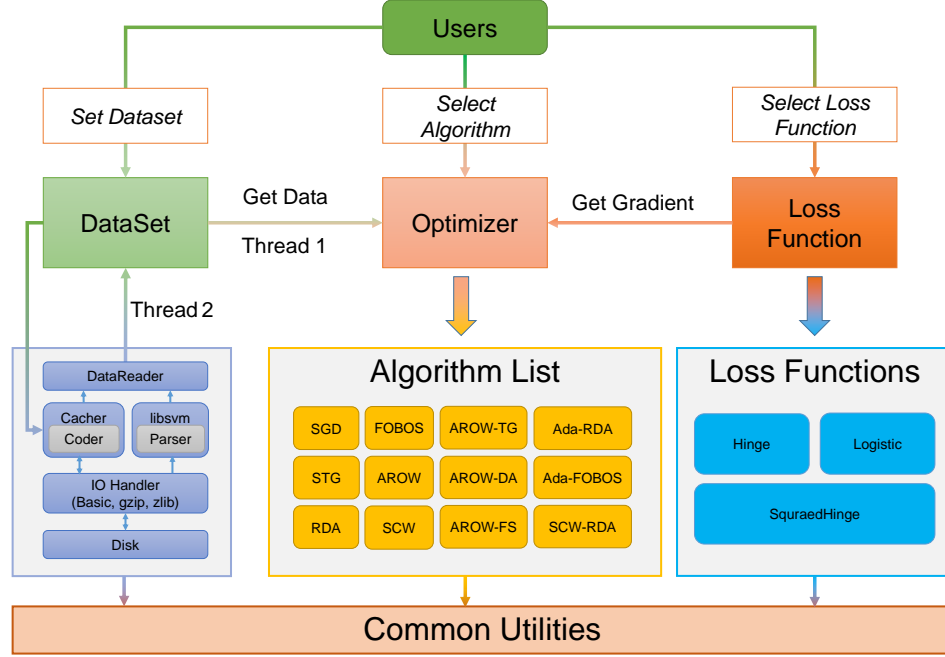 Users
Set Dataset
Select
Algorithm
Select Loss
Function
DataSet
Get Data
Thread 1
Optimizer
Get Gradient
Loss
Function
Thread 2
DataReader
Cacher
Coder
libsvm
Parser
IO Handler
(Basic, gzip, zlib)
Disk
Algorithm List
SGD
FOBOS
AROW-TG
Ada-RDA
STG
AROW
AROW-DA
Ada-FOBOS
RDA
SCW
AROW-FS
SCW-RDA
Loss Functions
Hinge
Logistic
SquraedHinge
Common Utilities